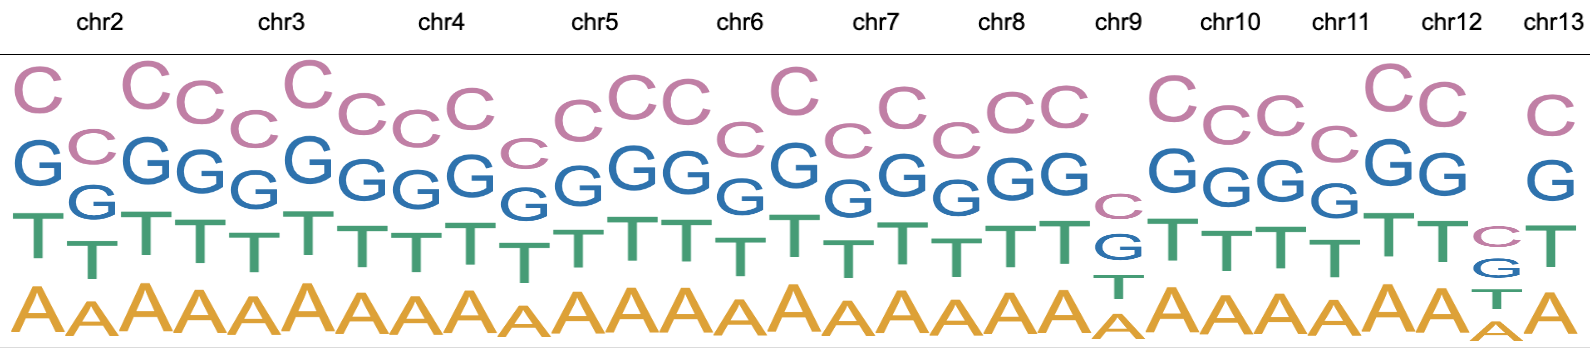 chr2 chr3 chr4 chr5 chr6 chr7 chr8 chr9 chr10 chr11 chr12 chr13
C C C C C C C C C C C C C C C C C C C C C C C C C C C C C
G G G G G G G G G G G G G G G G G G G G G G G G G G G G G
T T T T T T T T T T T T T T T T T T T T T T T T T T T T T
A A A A A A A A A A A A A A A A A A A A A A A A A A A A A